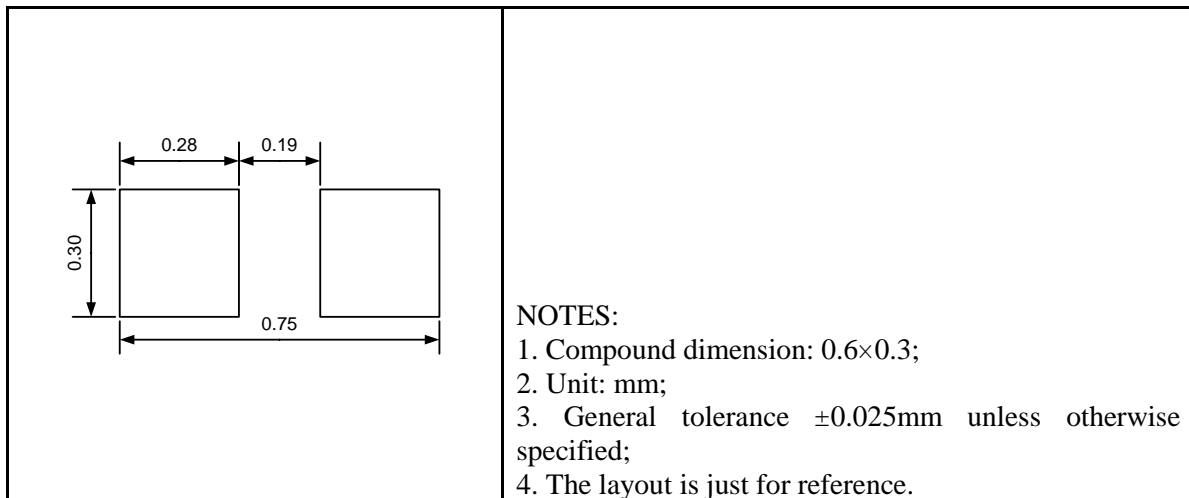 0.28
0.19
0.30
0.75
NOTES:
1. Compound dimension: 0.6×0.3;
2. Unit: mm;
3. General tolerance ±0.025mm unless otherwise
specified;
4. The layout is just for reference.